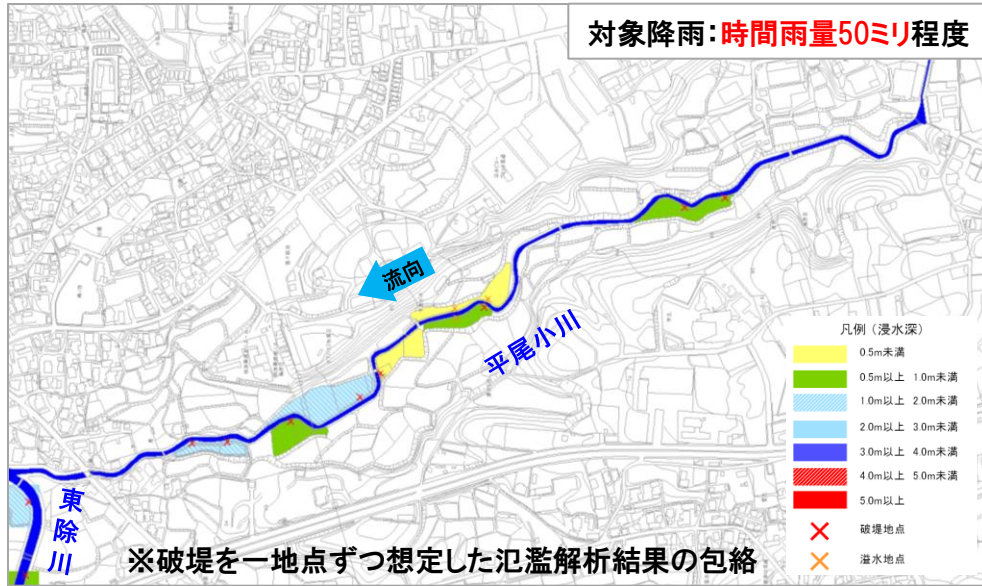 対象降雨：時間雨量50ミリ程度
流向
平尾小川
凡例（浸水深）
0.5m未満
0.5m以上 1.0m未満
1.0m以上 2.0m未満
2.0m以上 3.0m未満
3.0m以上 4.0m未満
4.0m以上 5.0m未満
5.0m以上
破堤地点
溢水地点
東除川
※破堤を一地点ずつ想定した氾濫解析結果の包絡